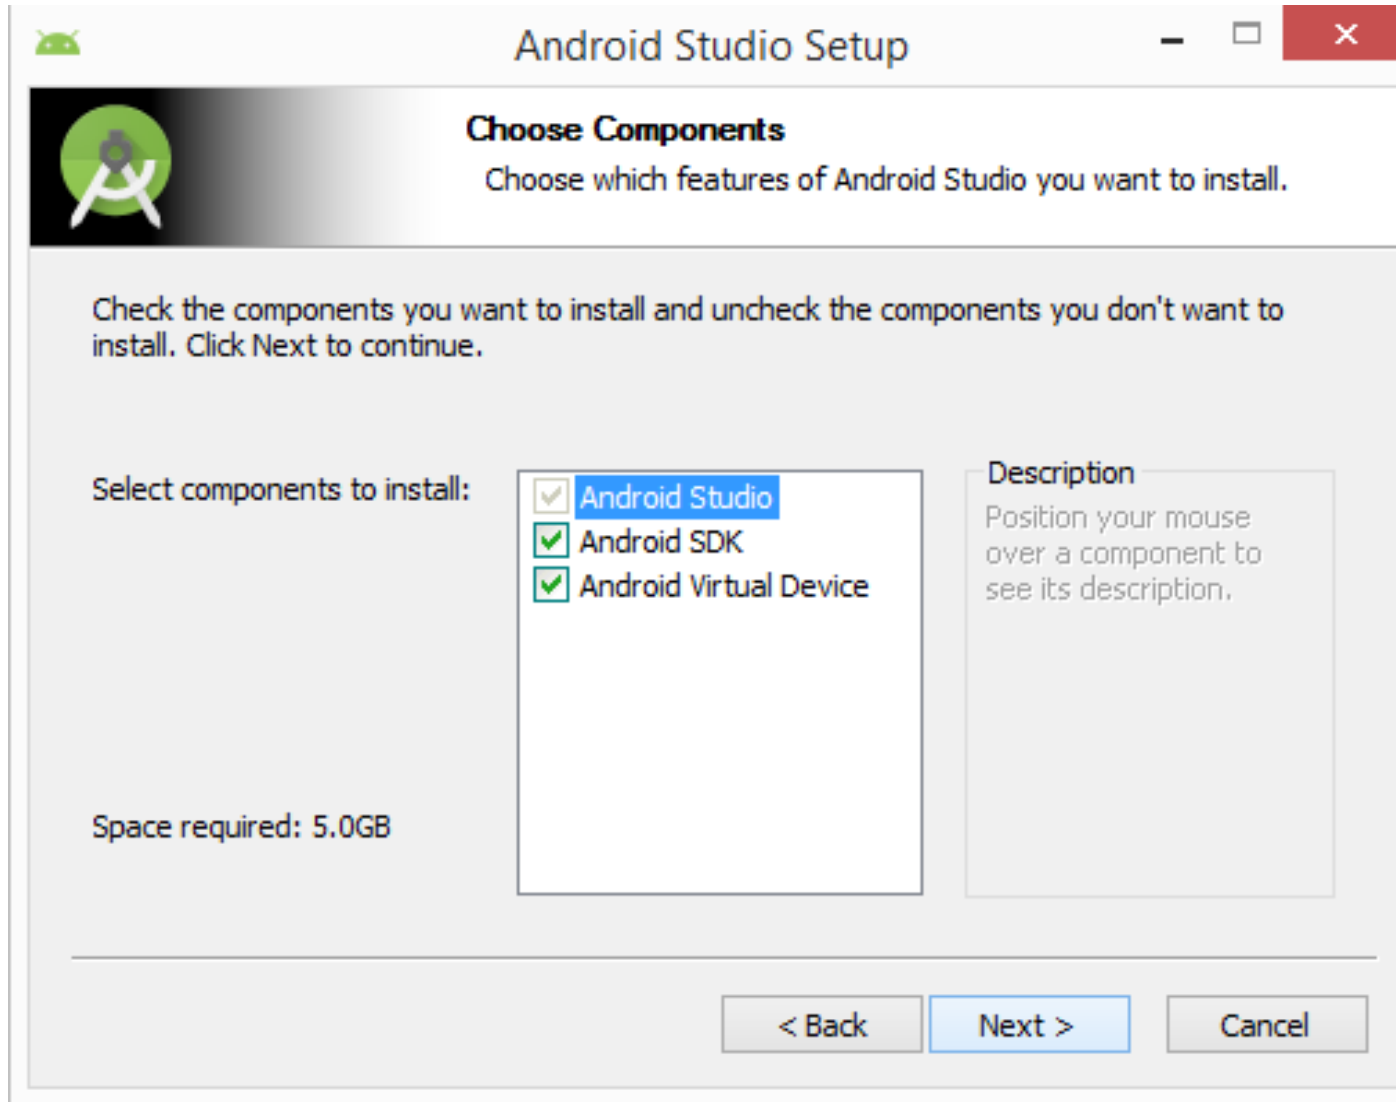 Android Studio Setup
Choose Components
Choose which features of Android Studio you want to install.
Check the components you want to install and uncheck the components you don't want to
install. Click Next to continue.
Select components to install:
Android Studio
Android SDK
Android Virtual Device
Description
Position your mouse
over a component to
see its description.
Space required: 5.0GB
< Back
Next >
Cancel